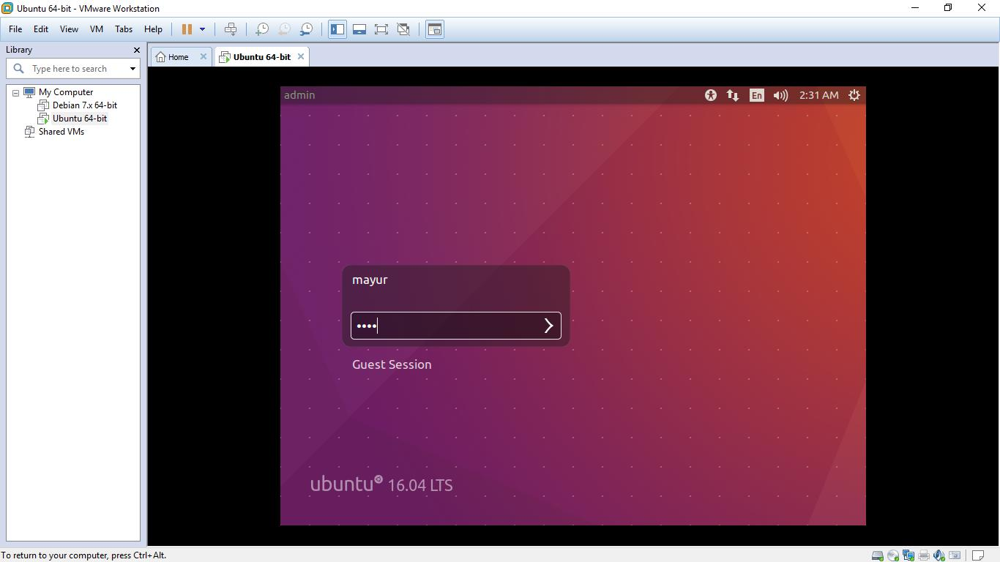 Ubuntu 64-bit - VMware Workstation
File Edit View VM Tabs Help
Library
Type here to search
My Computer
Debian 7.x 64-bit
Ubuntu 64-bit
Shared VMs
Home
Ubuntu 64-bit
admin
En
2:31 AM
mayur
••••
Guest Session
ubuntu 16.04 LTS
To return to your computer, press Ctrl+Alt.